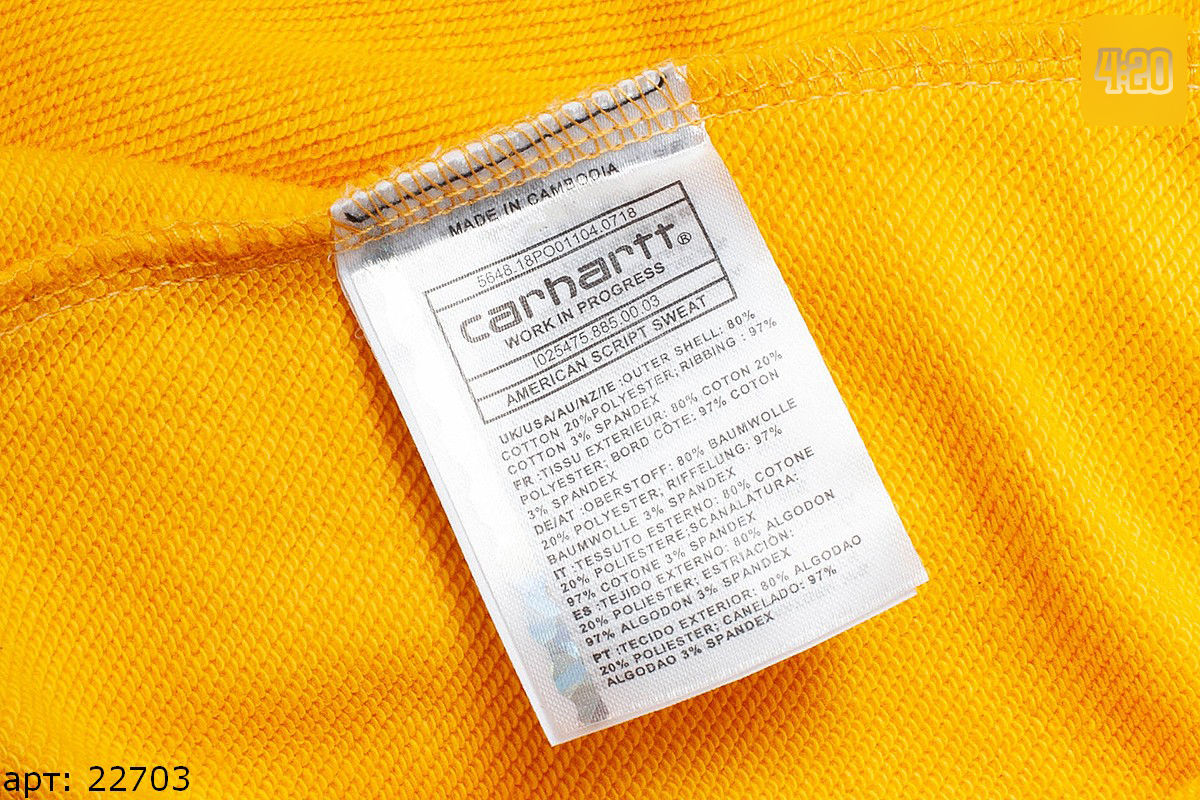 4:20
MADE IN CAMBODIA
5648.18PO01104.0718
carhartt®
WORK IN PROGRESS
I025475.885.00.03
AMERICAN SCRIPT SWEAT
UK/USA/AU/NZ/IE :OUTER SHELL: 80%
COTTON 20%POLYESTER; RIBBING : 97%
COTTON 3% SPANDEX
FR :TISSU EXTERIEUR: 80% COTON 20%
POLYESTER; BORD CÔTE: 97% COTON
3% SPANDEX
DE/AT :OBERSTOFF: 80% BAUMWOLLE
20% POLYESTER; RIFFELUNG: 97%
BAUMWOLLE 3% SPANDEX
IT :TESSUTO ESTERNO: 80% COTONE
20% POLIESTERE,SCANALATURA:
97% COTONE 3% SPANDEX
ES :TEJIDO EXTERNO: 80% ALGODON
20% POLIESTER; ESTRIACIÒN:
97% ALGODON 3% SPANDEX
PT :TECIDO EXTERIOR: 80% ALGODAO
20% POLIESTER; CANELADO: 97%
ALGODAO 3% SPANDEX
арт: 22703